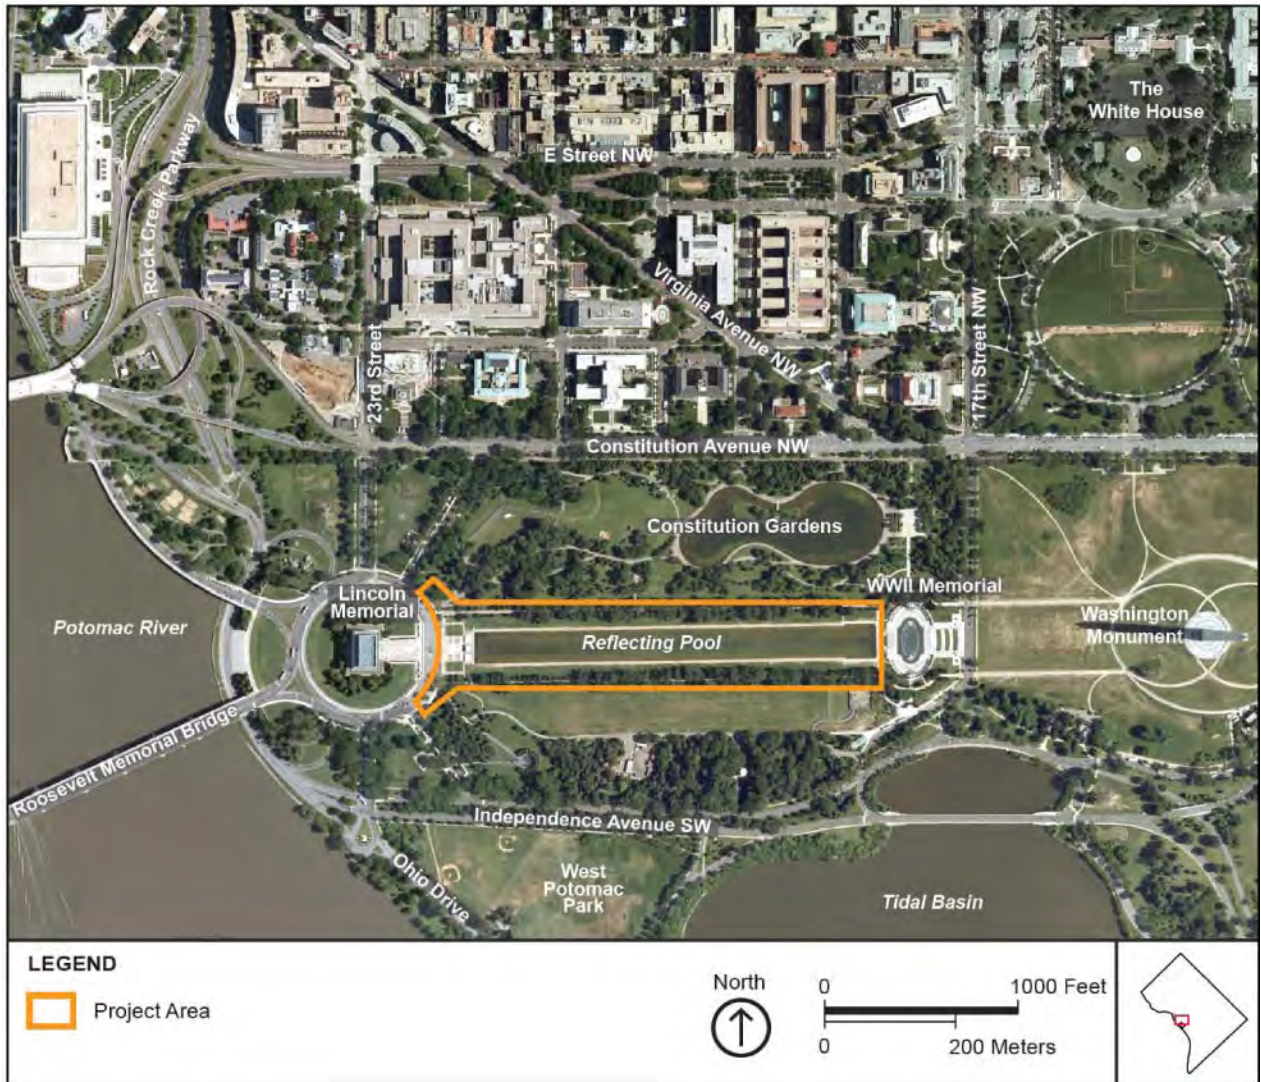 The
White House
E Street NW
Rock Creek Parkway
Virginia Avenue NW
23rd Street
17th Street NW
Constitution Avenue NW
Constitution Gardens
Lincoln
Memorial
WWII Memorial
Washington
Monument
Potomac River
Reflecting Pool
Roosevelt Memorial Bridge
Independence Avenue SW
Ohio Drive
West
Potomac
Park
Tidal Basin
LEGEND
Project Area
North
0 1000 Feet
0 200 Meters